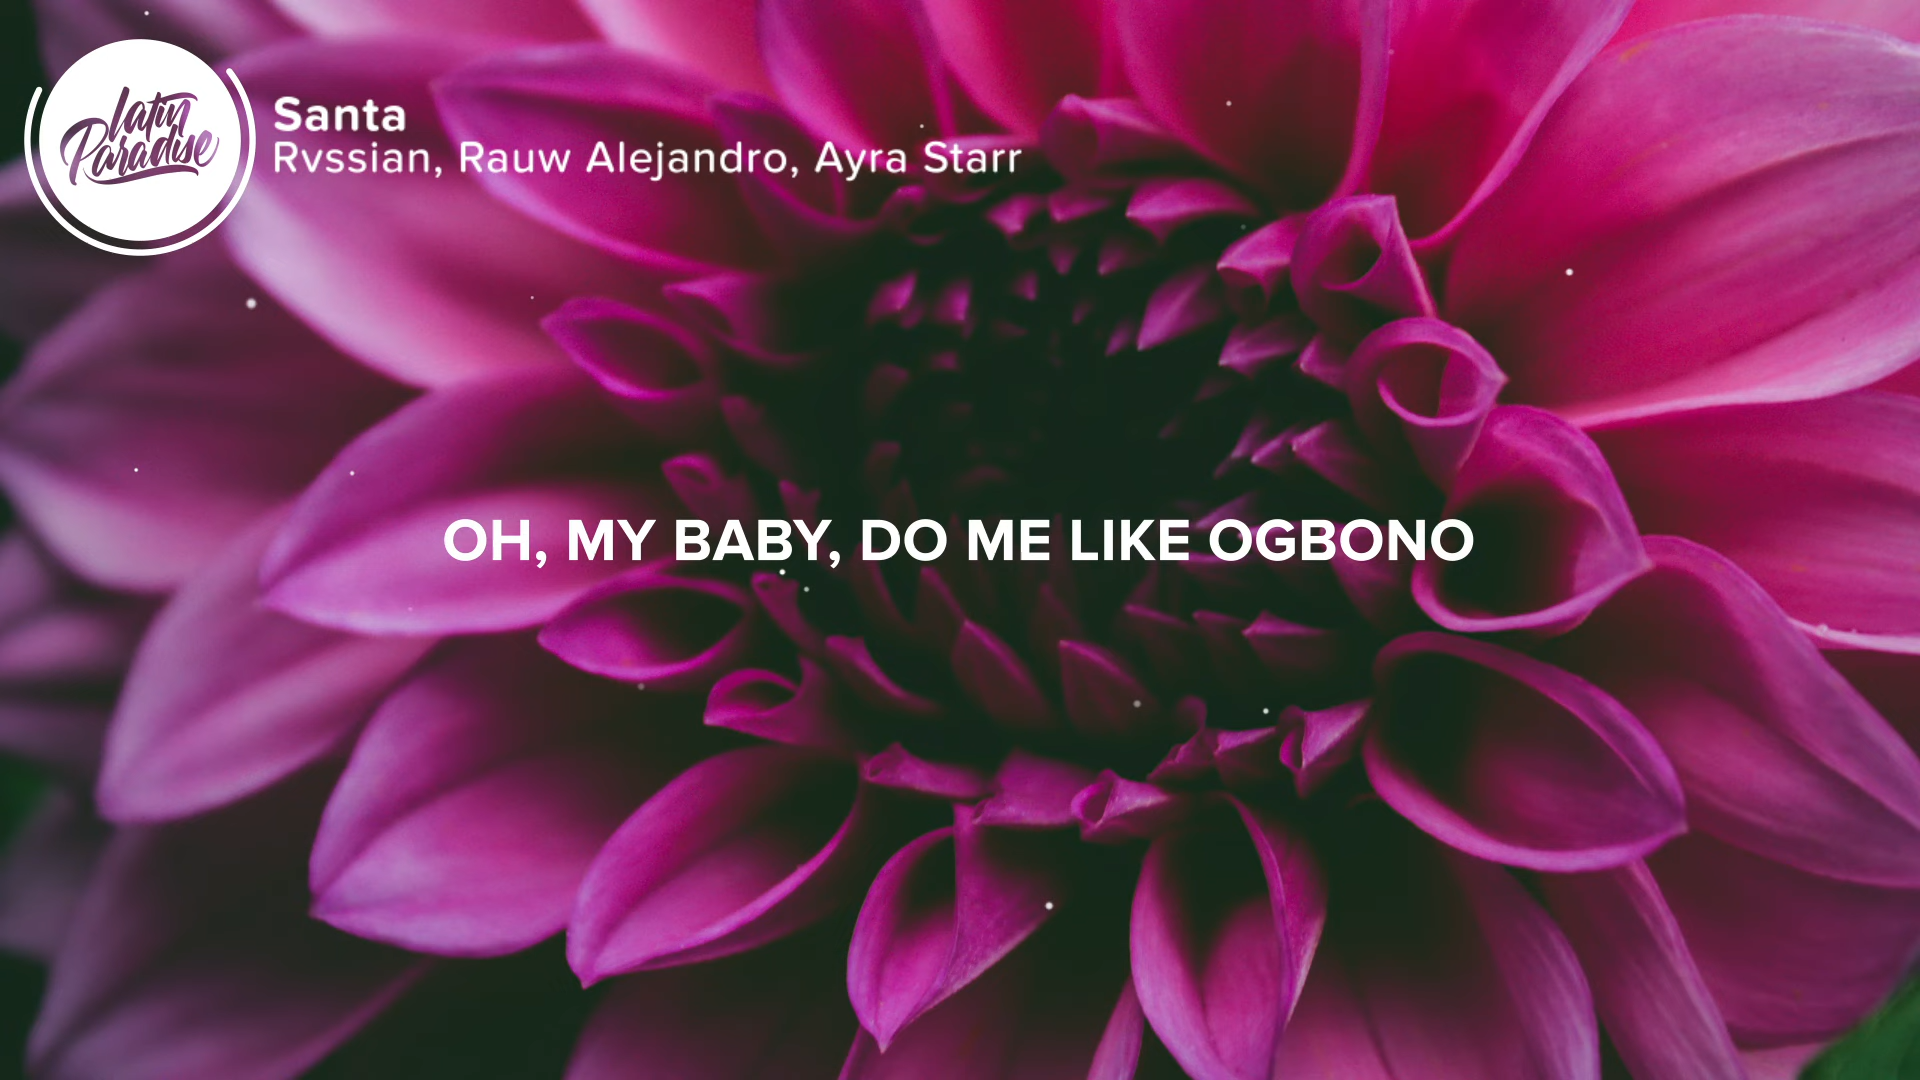 Latin
Paradise
Santa
Rvssian, Rauw Alejandro, Ayra Starr
OH, MY BABY, DO ME LIKE OGBONO